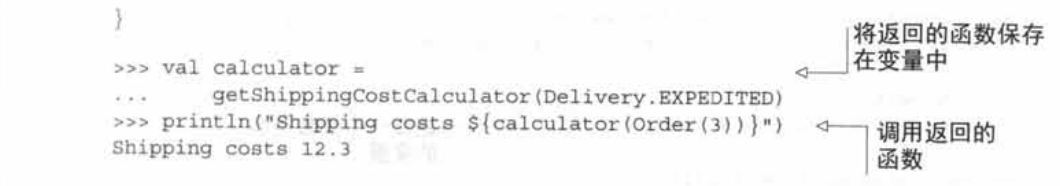 }
将返回的函数保存
在变量中
>>> val calculator =
... getShippingCostCalculator(Delivery.EXPEDITED)
>>> println("Shipping costs ${calculator(Order(3))}")
调用返回的
函数
Shipping costs 12.3